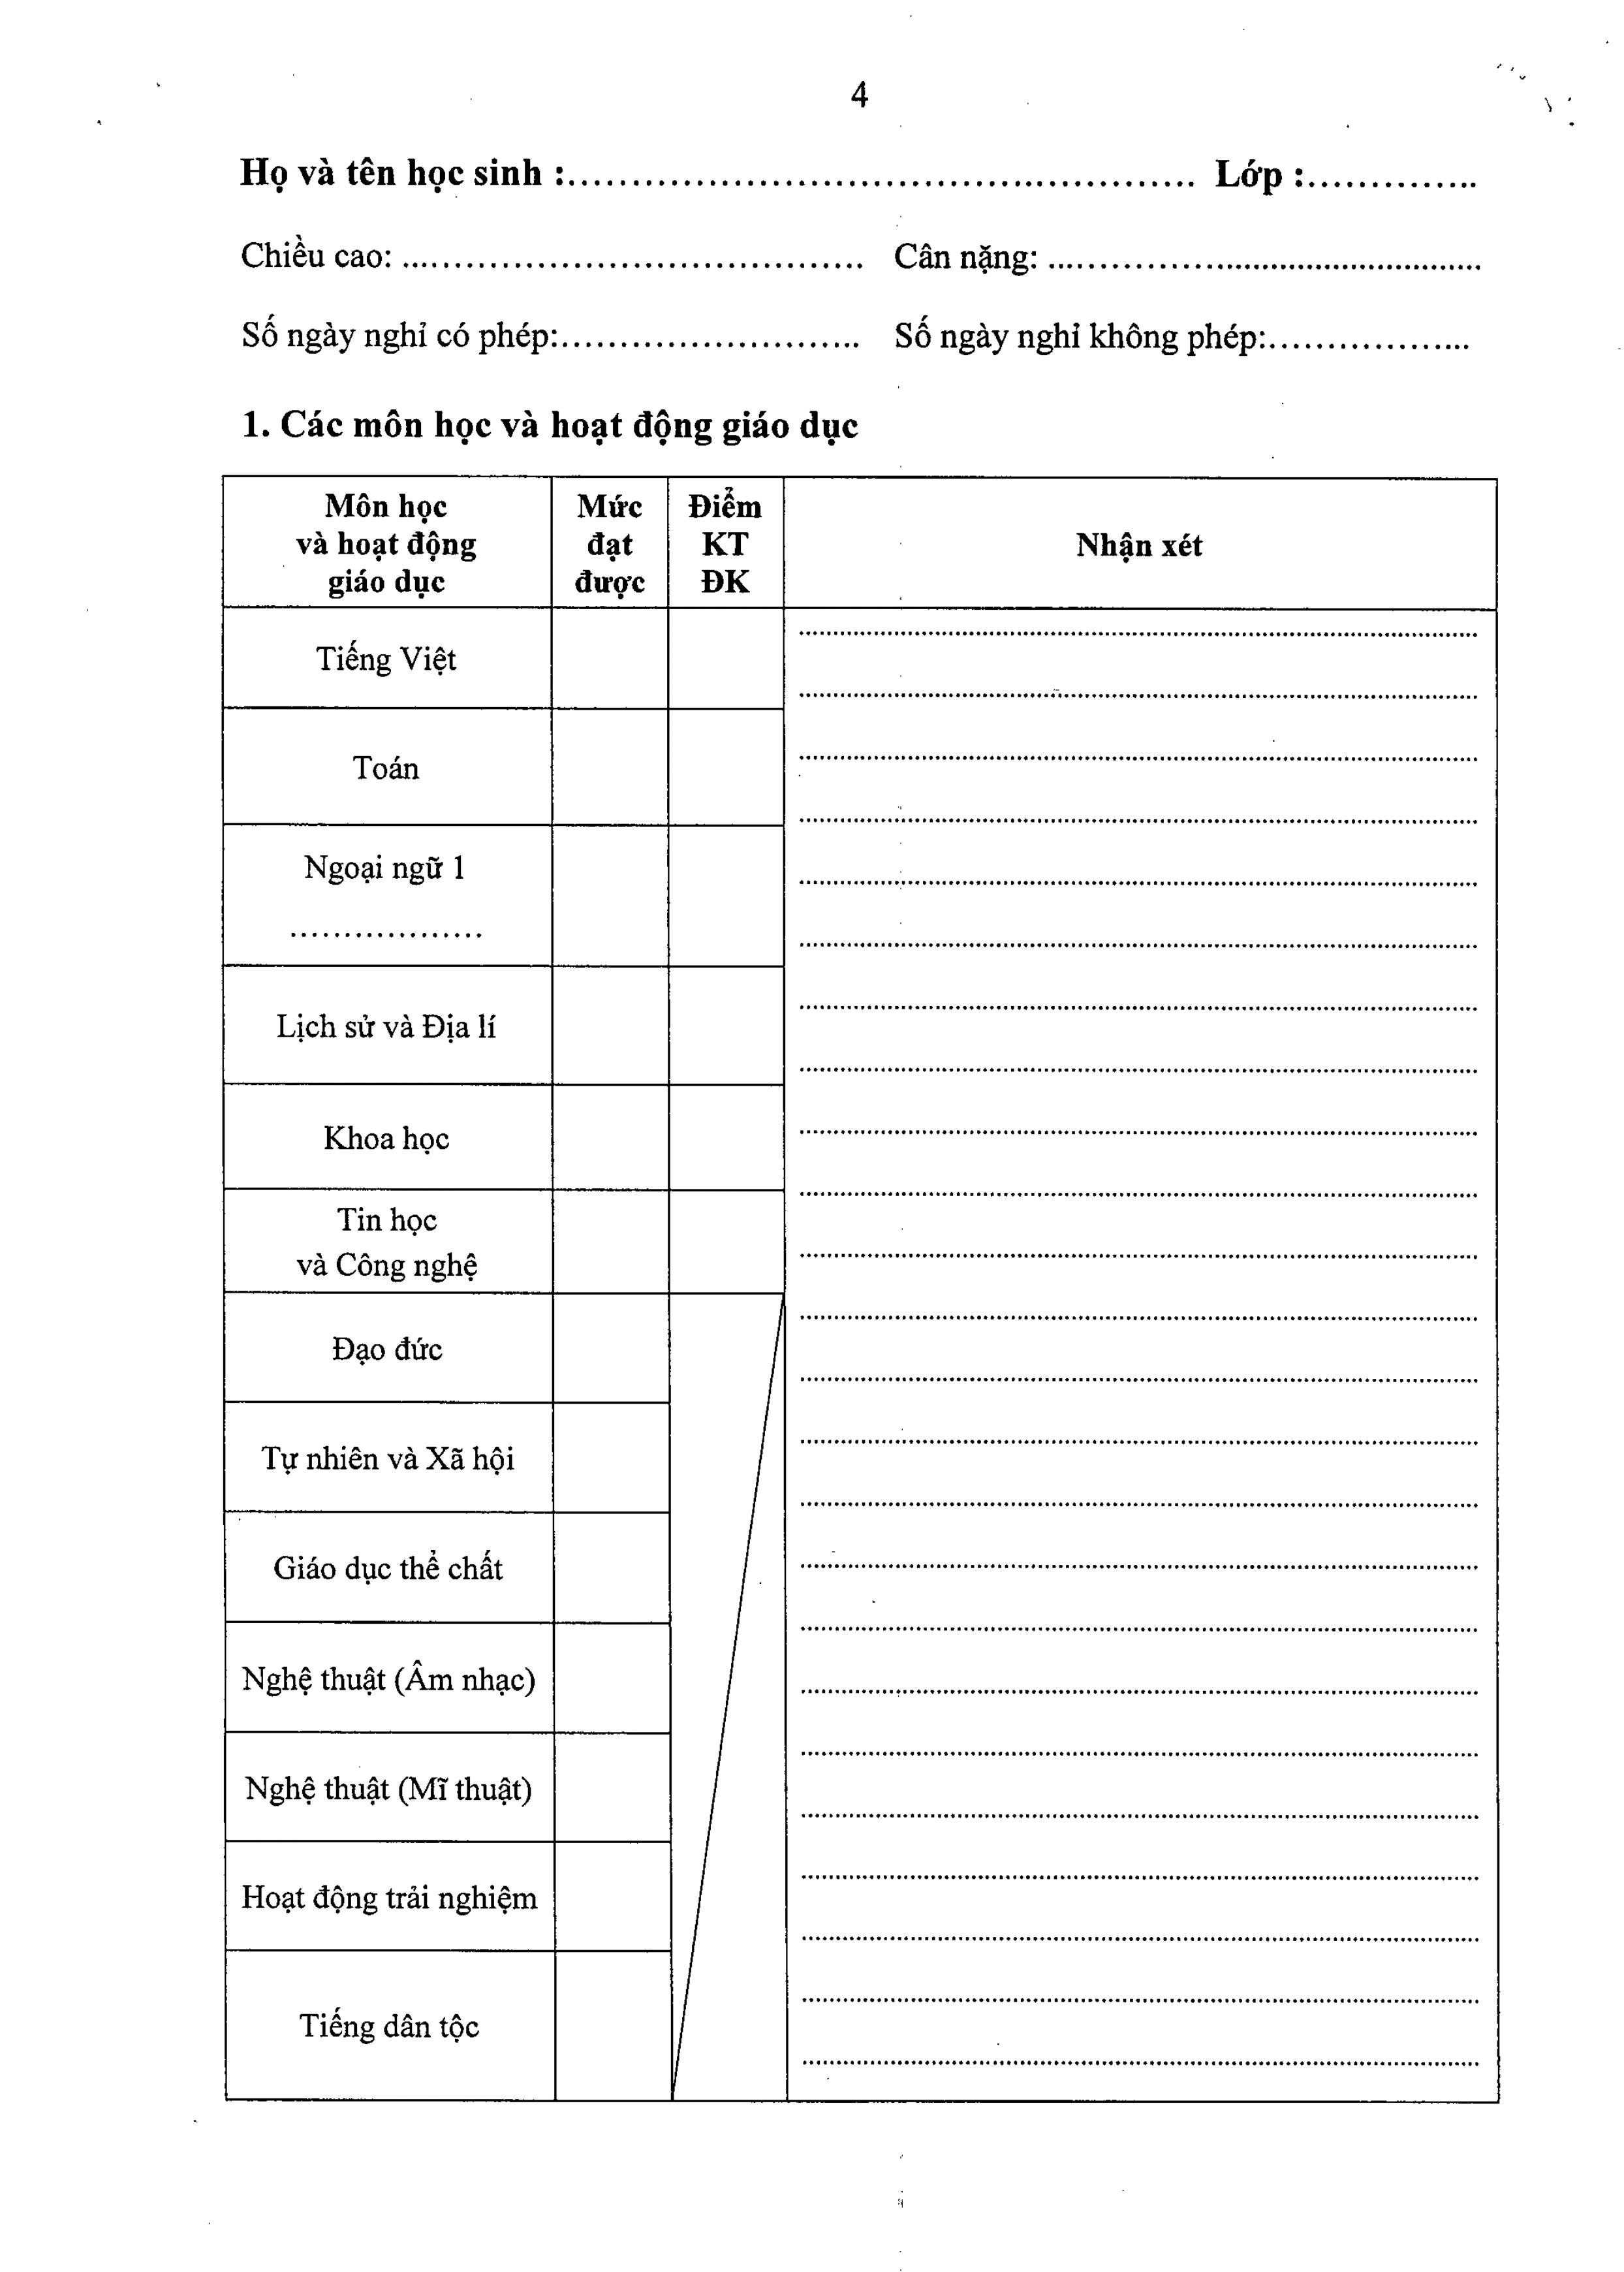 4
Họ và tên học sinh :.................................................. Lớp :..............
Chiều cao: ....................................... Cân nặng: ..........................................
Số ngày nghỉ có phép:.......................... Số ngày nghỉ không phép:..................
1. Các môn học và hoạt động giáo dục
Môn học
và hoạt động
giáo dục
Mức
đạt
được
Điểm
KT
ĐK
Nhận xét
Tiếng Việt
Toán
Ngoại ngữ 1
..................
Lịch sử và Địa lí
Khoa học
Tin học
và Công nghệ
Đạo đức
Tự nhiên và Xã hội
Giáo dục thể chất
Nghệ thuật (Âm nhạc)
Nghệ thuật (Mĩ thuật)
Hoạt động trải nghiệm
Tiếng dân tộc